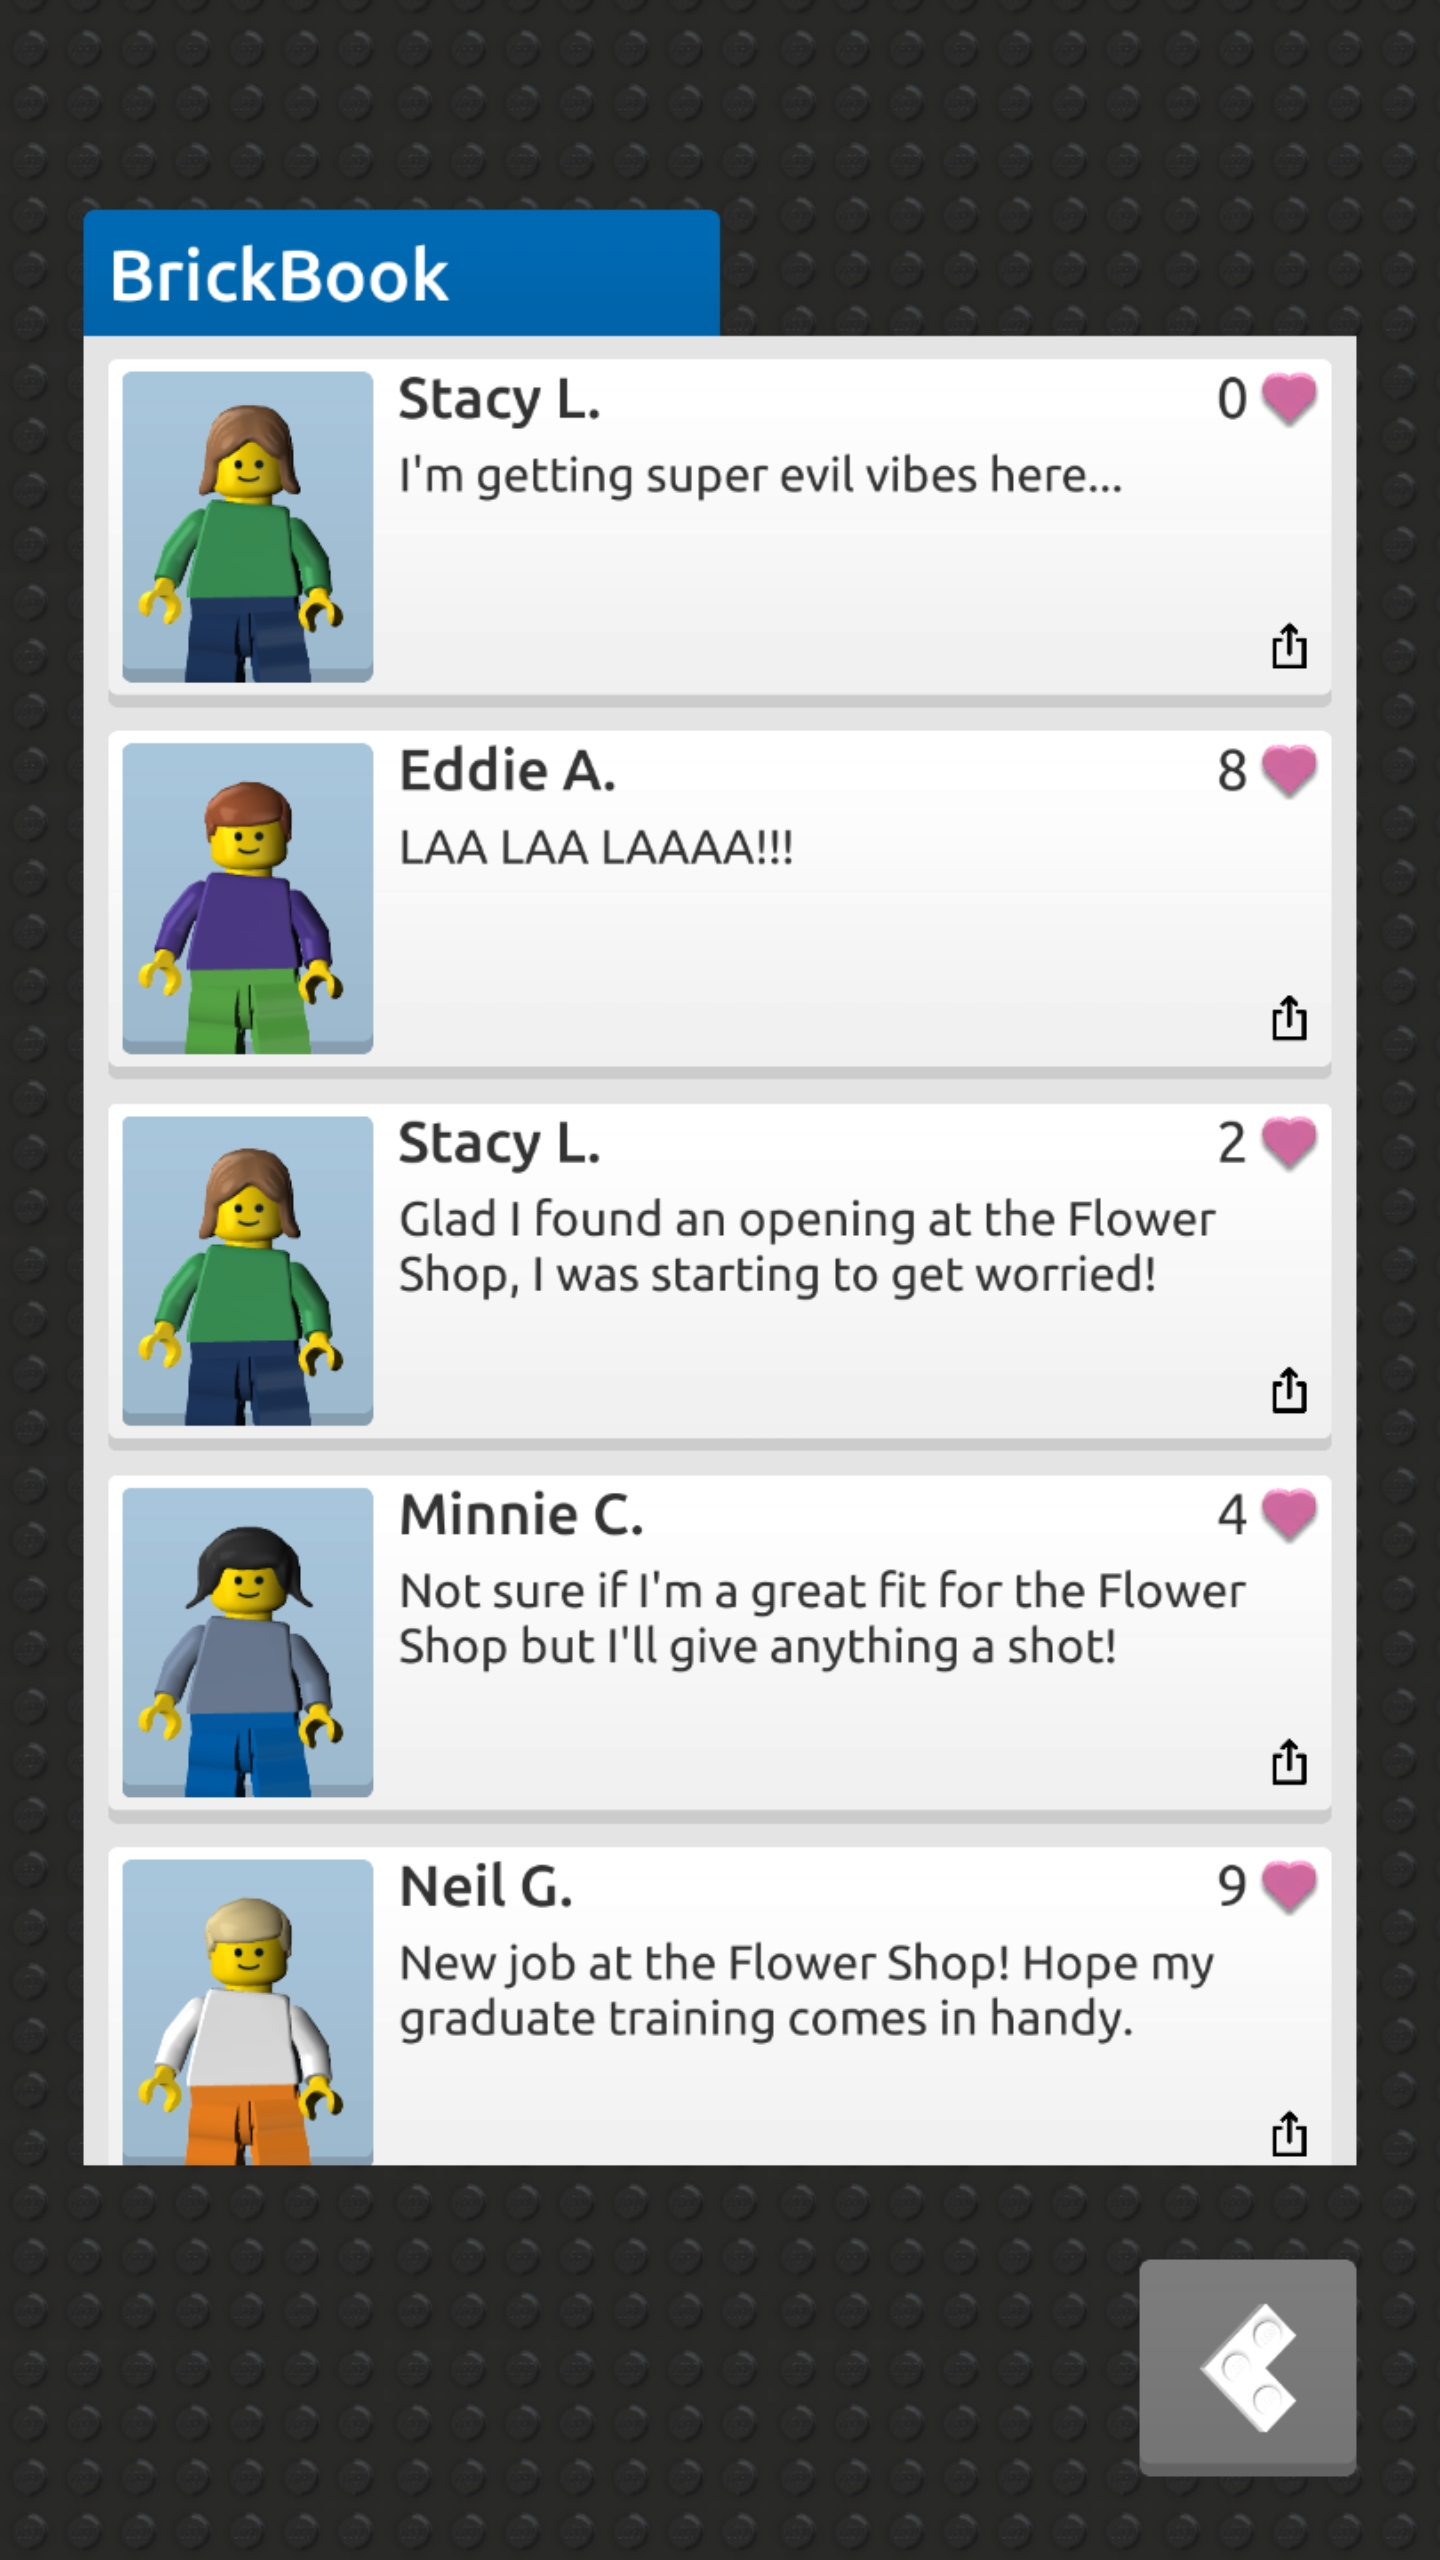 BrickBook
Stacy L.
0
I'm getting super evil vibes here...
Eddie A.
8
LAA LAA LAAAA!!!
Stacy L.
2
Glad I found an opening at the Flower
Shop, I was starting to get worried!
Minnie C.
4
Not sure if I'm a great fit for the Flower
Shop but I'll give anything a shot!
Neil G.
9
New job at the Flower Shop! Hope my
graduate training comes in handy.